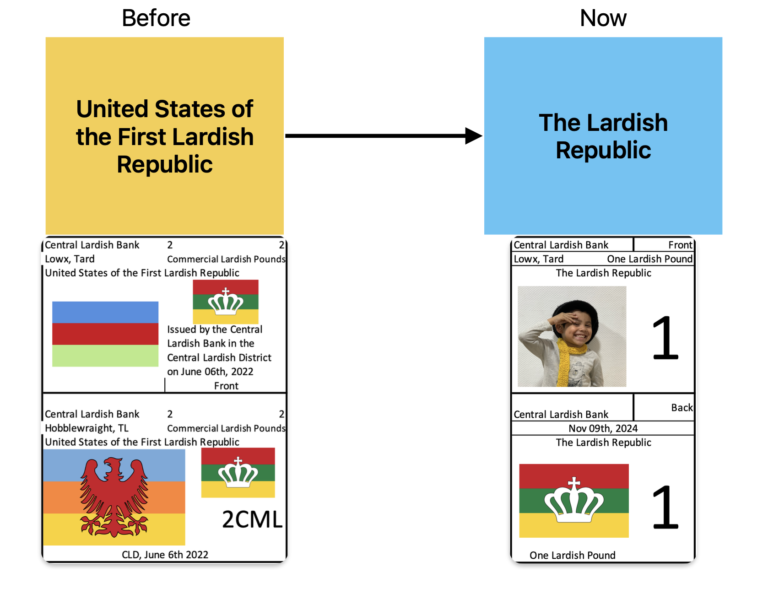 Before
Now
United States of
the First Lardish
Republic
The Lardish
Republic
Central Lardish Bank 2 2
Lowx, Tard Commercial Lardish Pounds
United States of the First Lardish Republic
Issued by the Central
Lardish Bank in the
Central Lardish District
on June 06th, 2022
Front
Central Lardish Bank 2 2
Hobblewraight, TL Commercial Lardish Pounds
United States of the First Lardish Republic
2CML
CLD, June 6th 2022
Central Lardish Bank Front
Lowx, Tard One Lardish Pound
The Lardish Republic
1
Back
Central Lardish Bank
Nov 09th, 2024
The Lardish Republic
1
One Lardish Pound